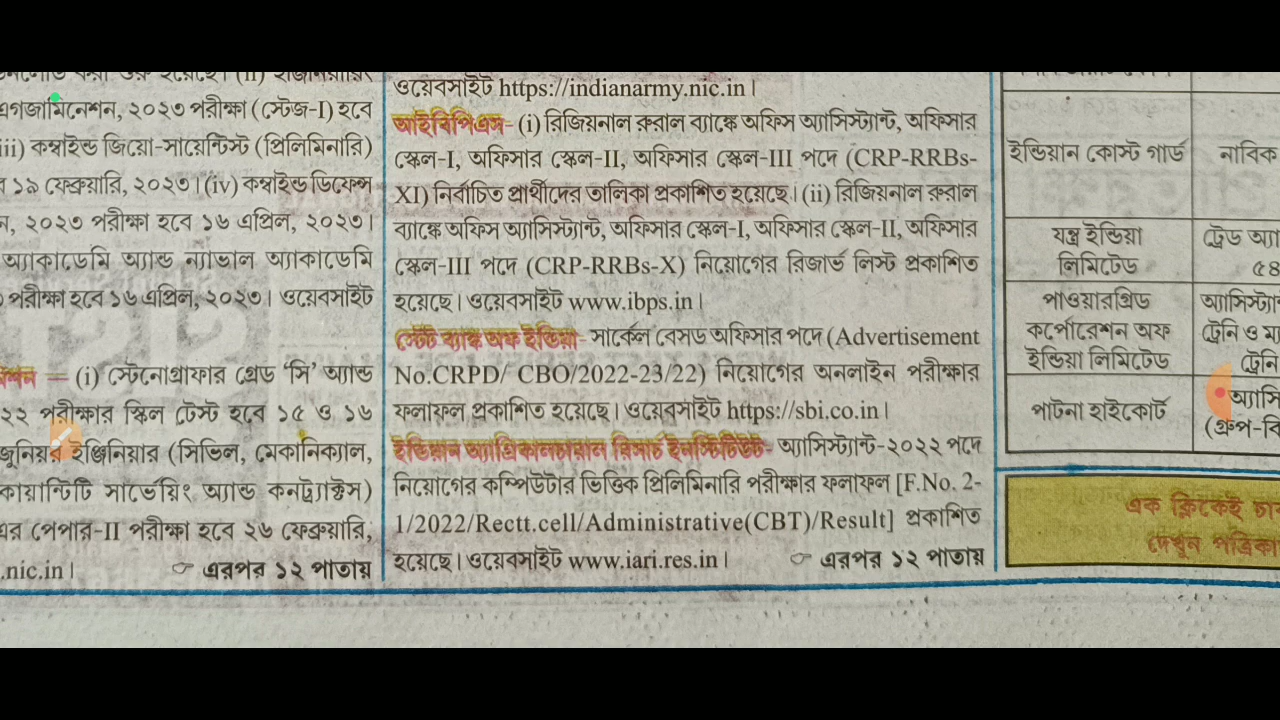 এগজামিনেশন, ২০২৩ পরীক্ষা (স্টেজ-I) হবে
iii) কম্বাইন্ড জিয়ো-সায়েন্টিস্ট (প্রিলিমিনারি)
১৯ ফেব্রুয়ারি, ২০২৩। (iv) কম্বাইন্ড ডিফেন্স
২০২৩ পরীক্ষা হবে ১৬ এপ্রিল, ২০২৩।
অ্যাকাডেমি অ্যান্ড ন্যাভাল অ্যাকাডেমি
পরীক্ষা হবে ১৬ এপ্রিল, ২০২৩। ওয়েবসাইট
— (i) স্টেনোগ্রাফার গ্রেড ‘সি’ অ্যান্ড
২২ পরীক্ষার স্কিল টেস্ট হবে ১৫ ও ১৬
জুনিয়র ইঞ্জিনিয়ার (সিভিল, মেকানিক্যাল,
সার্ভেয়িং অ্যান্ড কনট্র্যাক্টস)
পেপার-II পরীক্ষা হবে ২৬ ফেব্রুয়ারি,
.nic.in। ☞ এরপর ১২ পাতায়
ওয়েবসাইট https://indianarmy.nic.in।
আইবিপিএস- (i) রিজিয়নাল রুরাল ব্যাঙ্কে অফিস অ্যাসিস্ট্যান্ট, অফিসার
স্কেল-I, অফিসার স্কেল-II, অফিসার স্কেল-III পদে (CRP-RRBs-
XI) নির্বাচিত প্রার্থীদের তালিকা প্রকাশিত হয়েছে। (ii) রিজিয়নাল রুরাল
ব্যাঙ্কে অফিস অ্যাসিস্ট্যান্ট, অফিসার স্কেল-I, অফিসার স্কেল-II, অফিসার
স্কেল-III পদে (CRP-RRBs-X) নিয়োগের রিজার্ভ লিস্ট প্রকাশিত
হয়েছে। ওয়েবসাইট www.ibps.in।
স্টেট ব্যাঙ্ক অফ ইন্ডিয়া- সার্কেল বেসড অফিসার পদে (Advertisement
No.CRPD/ CBO/2022-23/22) নিয়োগের অনলাইন পরীক্ষার
ফলাফল প্রকাশিত হয়েছে। ওয়েবসাইট https://sbi.co.in।
ইন্ডিয়ান অ্যাগ্রিকালচারাল রিসার্চ ইনস্টিটিউট- অ্যাসিস্ট্যান্ট-২০২২ পদে
নিয়োগের কম্পিউটার ভিত্তিক প্রিলিমিনারি পরীক্ষার ফলাফল [F.No. 2-
1/2022/Rectt.cell/Administrative(CBT)/Result] প্রকাশিত
হয়েছে। ওয়েবসাইট www.iari.res.in। ☞ এরপর ১২ পাতায়
ইন্ডিয়ান কোস্ট গার্ড নাবিক
যন্ত্র ইন্ডিয়া ট্রেড
লিমিটেড ৫৪
পাওয়ারগ্রিড
কর্পোরেশন অফ ট্রেনি ও
ইন্ডিয়া লিমিটেড ট্রেনি
পাটনা হাইকোর্ট
এক ক্লিকেই
দেখুন